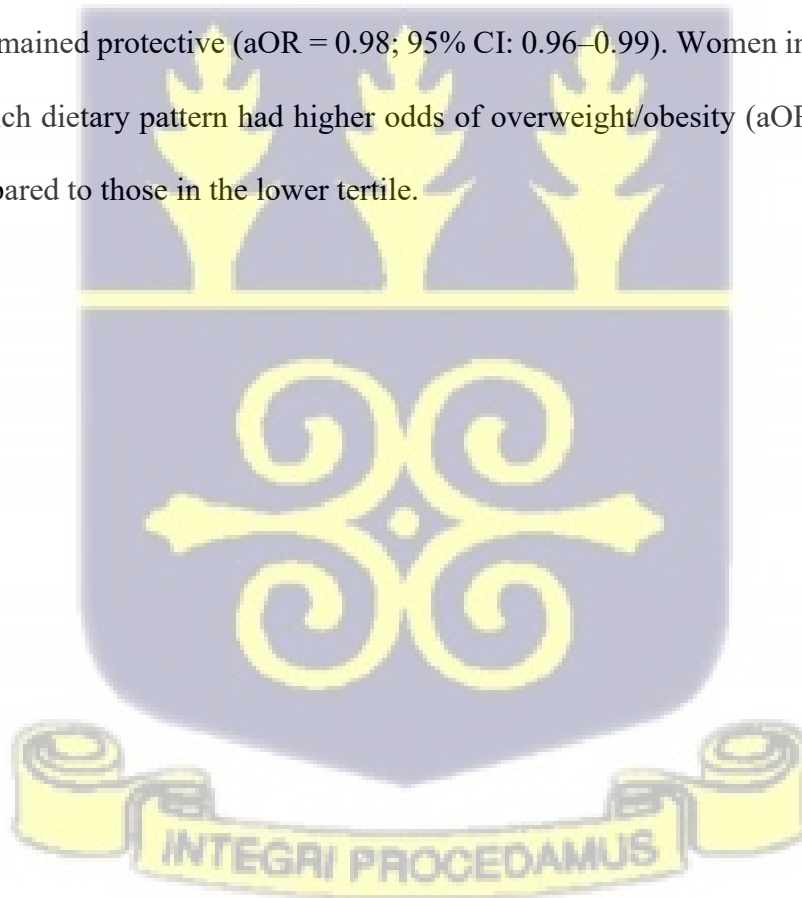 mained protective (aOR = 0.98; 95% CI: 0.96–0.99). Women in
ch dietary pattern had higher odds of overweight/obesity (aOR
pared to those in the lower tertile.
INTEGRI PROCEDAMUS